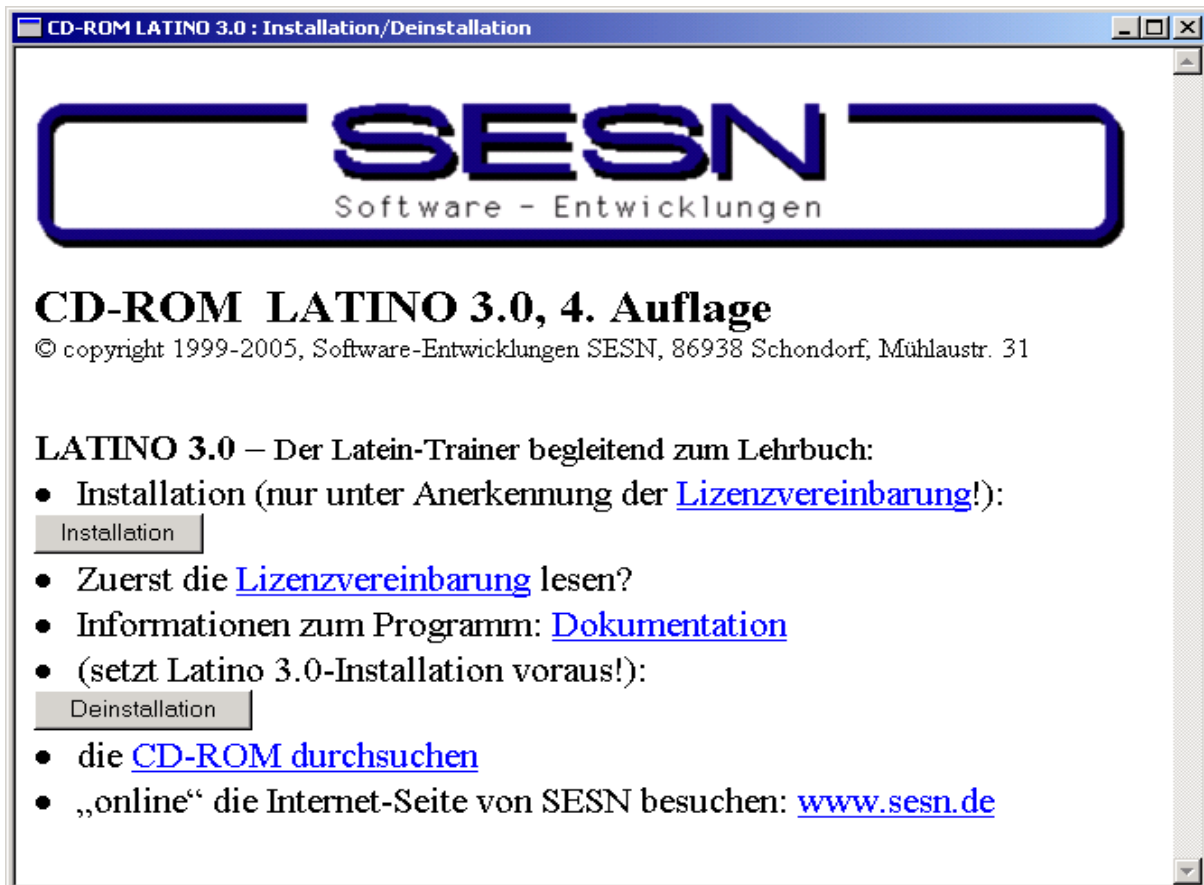 CD-ROM LATINO 3.0 : Installation/Deinstallation
SESN
Software - Entwicklungen
CD-ROM LATINO 3.0, 4. Auflage
© copyright 1999-2005, Software-Entwicklungen SESN, 86938 Schondorf, Mühlaustr. 31
LATINO 3.0 – Der Latein-Trainer begleitend zum Lehrbuch:
● Installation (nur unter Anerkennung der Lizenzvereinbarung!):
Installation
● Zuerst die Lizenzvereinbarung lesen?
● Informationen zum Programm: Dokumentation
● (setzt Latino 3.0-Installation voraus!):
Deinstallation
● die CD-ROM durchsuchen
● „online“ die Internet-Seite von SESN besuchen: www.sesn.de